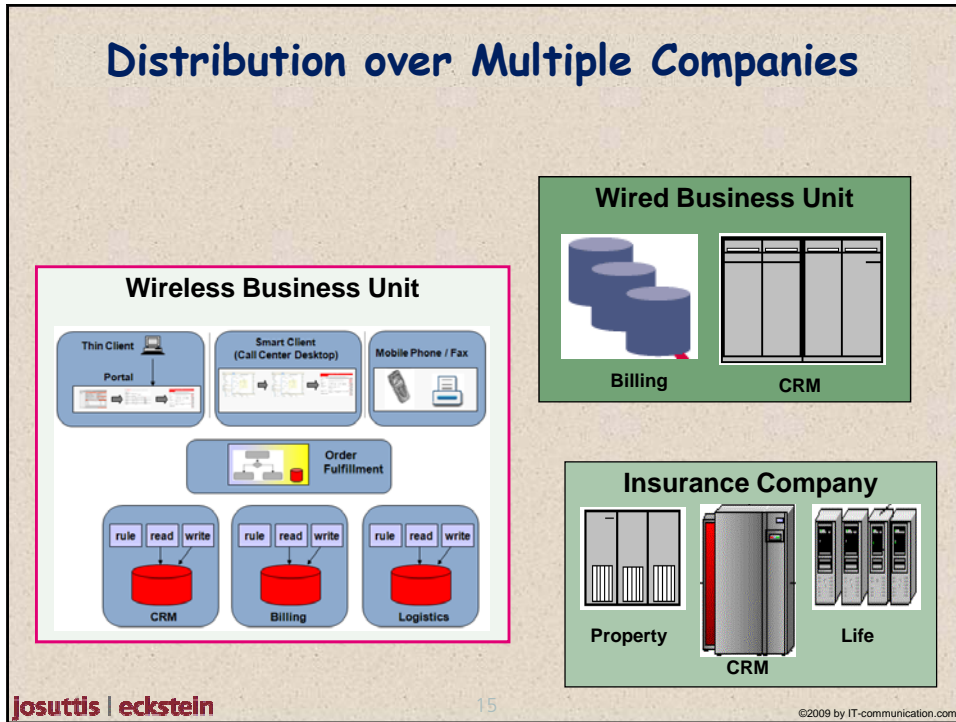 Distribution over Multiple Companies
Wireless Business Unit
Thin Client
Portal
Smart Client
(Call Center Desktop)
Mobile Phone / Fax
Order
Fulfillment
rule read write
CRM
rule read write
Billing
rule read write
Logistics
Wired Business Unit
Billing
CRM
Insurance Company
Property
CRM
Life
josuttis | eckstein
15
©2009 by IT-communication.com